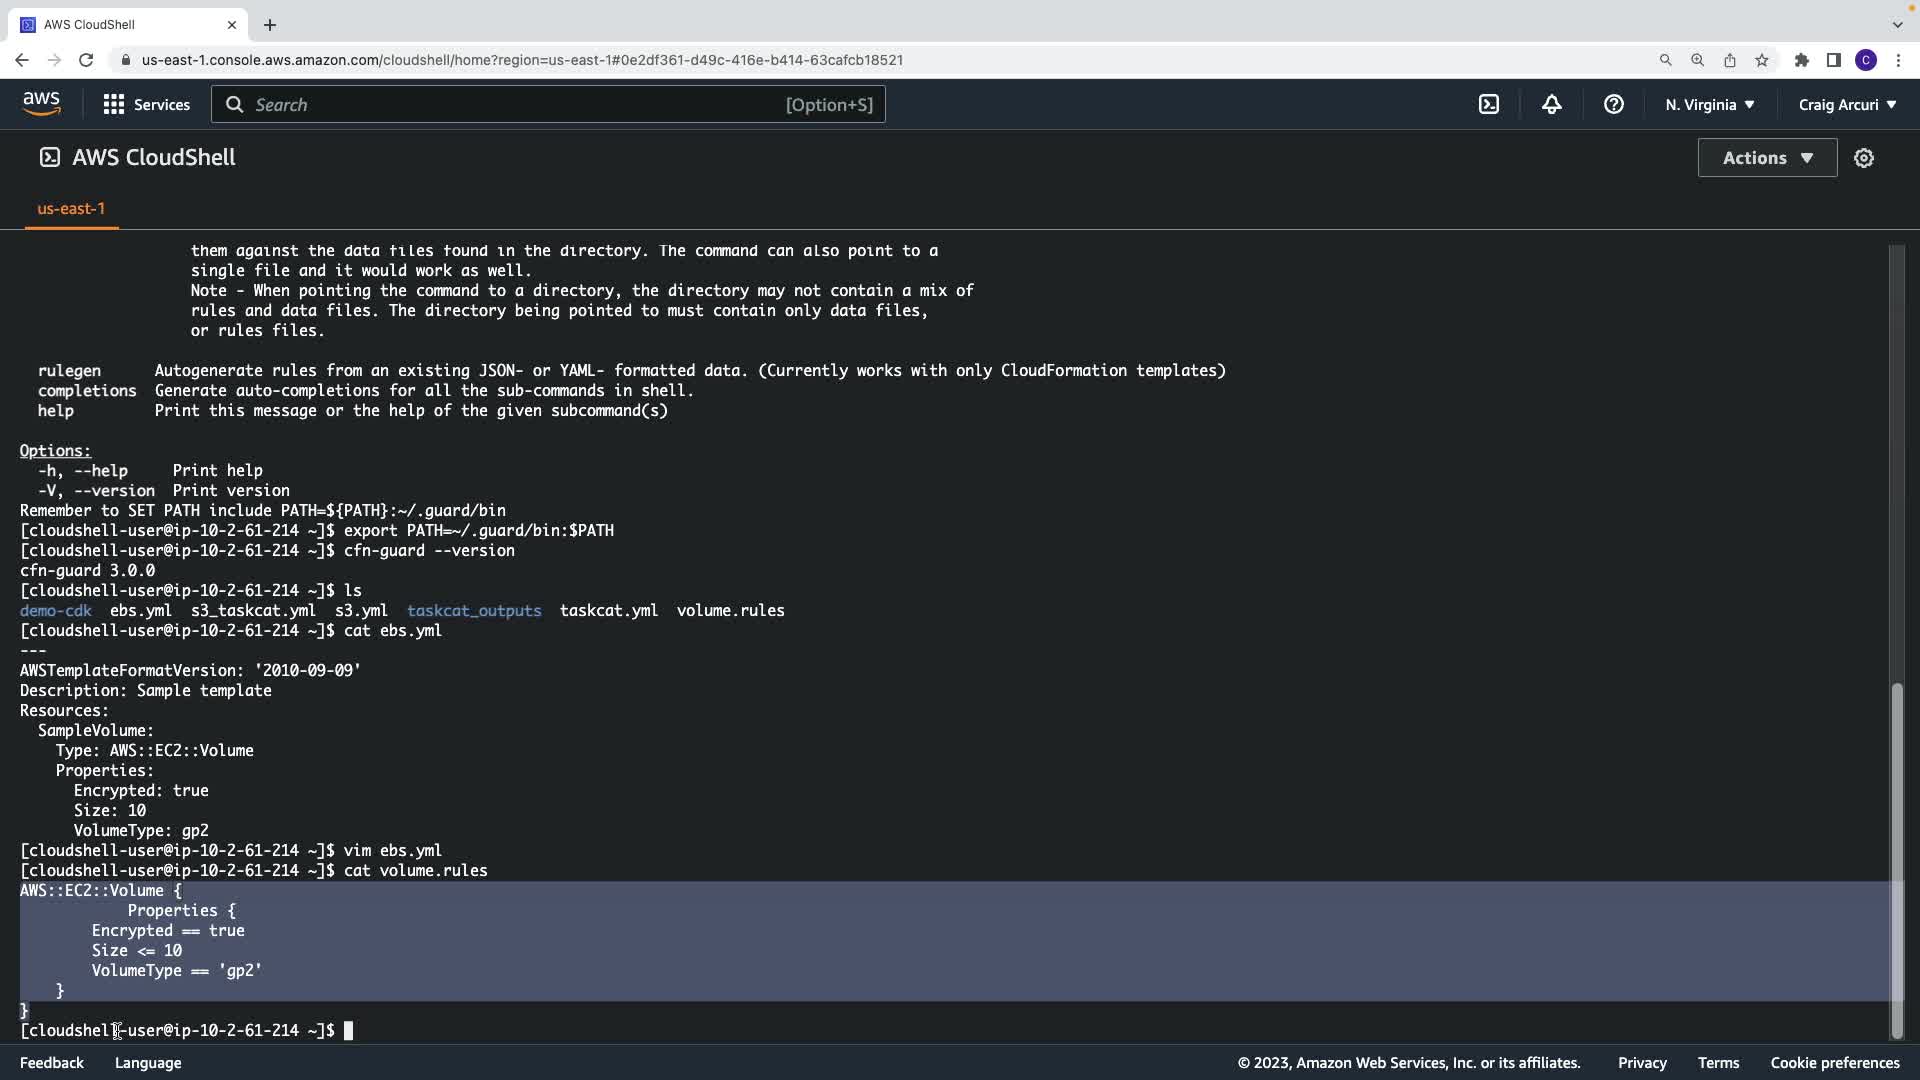 AWS CloudShell
us-east-1.console.aws.amazon.com/cloudshell/home?region=us-east-1#0e2df361-d49c-416e-b414-63cafcb18521
C
aws
Services
Search
[Option+S]
N. Virginia
Craig Arcuri
AWS CloudShell
Actions
us-east-1
them against the data files found in the directory. The command can also point to a
single file and it would work as well.
Note - When pointing the command to a directory, the directory may not contain a mix of
rules and data files. The directory being pointed to must contain only data files,
or rules files.
rulegen Autogenerate rules from an existing JSON- or YAML- formatted data. (Currently works with only CloudFormation templates)
completions Generate auto-completions for all the sub-commands in shell.
help Print this message or the help of the given subcommand(s)
Options:
-h, --help Print help
-V, --version Print version
Remember to SET PATH include PATH=${PATH}:~/.guard/bin
[cloudshell-user@ip-10-2-61-214 ~]$ export PATH=~/.guard/bin:$PATH
[cloudshell-user@ip-10-2-61-214 ~]$ cfn-guard --version
cfn-guard 3.0.0
[cloudshell-user@ip-10-2-61-214 ~]$ ls
demo-cdk ebs.yml s3_taskcat.yml s3.yml taskcat_outputs taskcat.yml volume.rules
[cloudshell-user@ip-10-2-61-214 ~]$ cat ebs.yml
---
AWSTemplateFormatVersion: '2010-09-09'
Description: Sample template
Resources:
SampleVolume:
Type: AWS::EC2::Volume
Properties:
Encrypted: true
Size: 10
VolumeType: gp2
[cloudshell-user@ip-10-2-61-214 ~]$ vim ebs.yml
[cloudshell-user@ip-10-2-61-214 ~]$ cat volume.rules
AWS::EC2::Volume {
Properties {
Encrypted == true
Size <= 10
VolumeType == 'gp2'
}
}
[cloudshell-user@ip-10-2-61-214 ~]$
Feedback
Language
© 2023, Amazon Web Services, Inc. or its affiliates.
Privacy
Terms
Cookie preferences